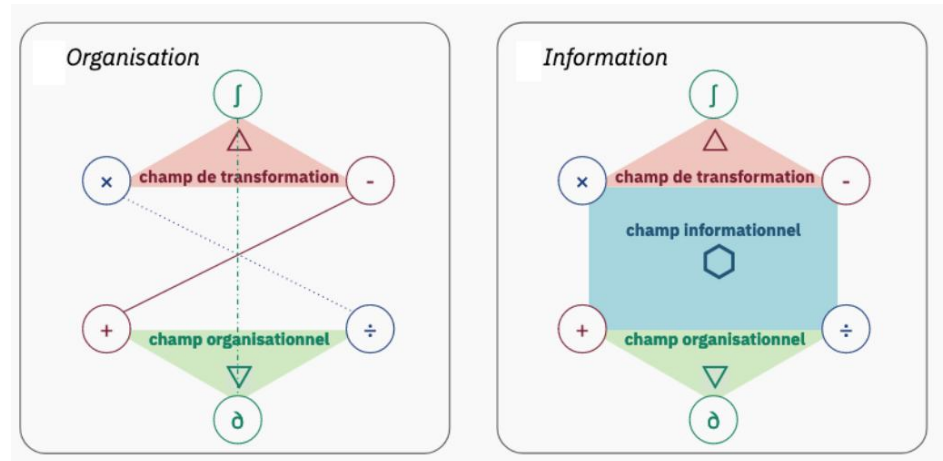 Organisation
∫
×
champ de transformation
-
+
champ organisationnel
÷
∂
Information
∫
×
champ de transformation
-
champ informationnel
+
champ organisationnel
÷
∂